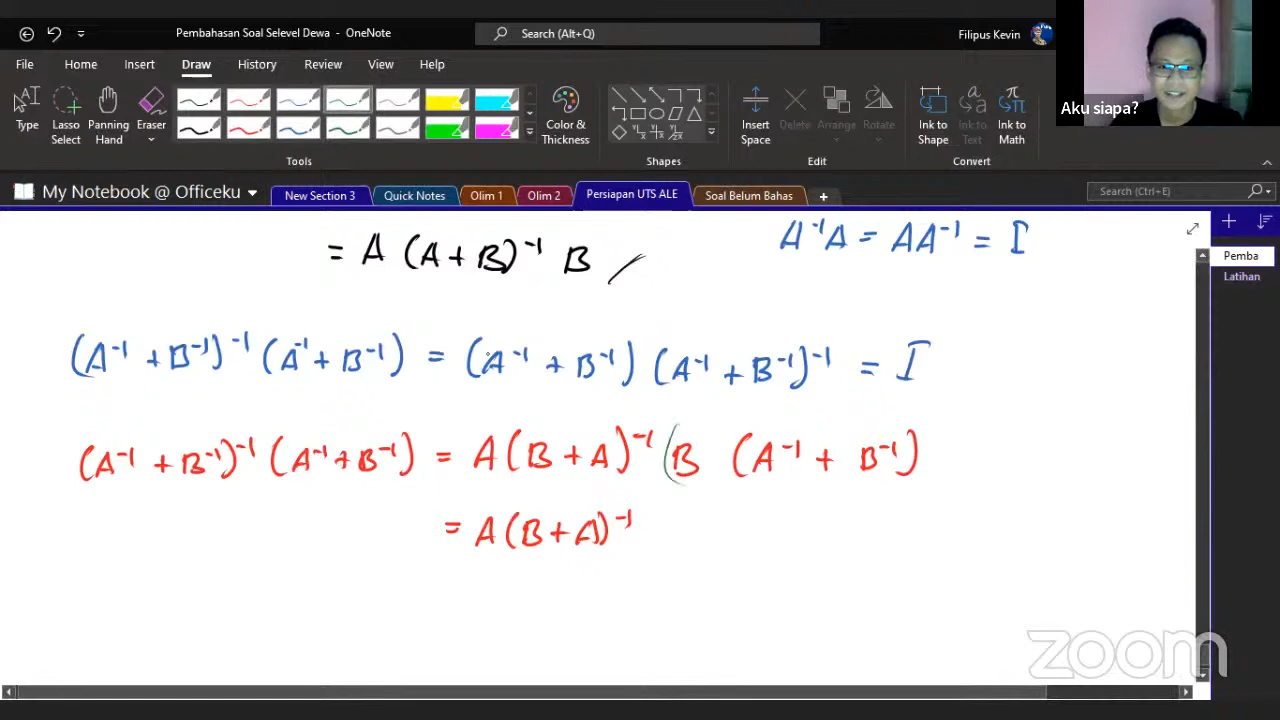 Pembahasan Soal Selevel Dewa - OneNote
Search (Alt+Q)
Filipus Kevin
File Home Insert Draw History Review View Help
Type
Lasso Select
Panning Hand
Eraser
Color & Thickness
Insert Space
Delete
Arrange
Rotate
Ink to Shape
Ink to Text
Ink to Math
Tools
Shapes
Edit
Convert
Aku siapa?
My Notebook @ Officeku
New Section 3
Quick Notes
Olim 1
Olim 2
Persiapan UTS ALE
Soal Belum Bahas
Search (Ctrl+E)
Pemba
Latihan
= A (A + B)⁻¹ B
A⁻¹A = AA⁻¹ = I
(A⁻¹ + B⁻¹)⁻¹ (A⁻¹ + B⁻¹) = (A⁻¹ + B⁻¹) (A⁻¹ + B⁻¹)⁻¹ = I
(A⁻¹ + B⁻¹)⁻¹ (A⁻¹ + B⁻¹) = A (B + A)⁻¹ (B (A⁻¹ + B⁻¹)
= A (B + A)⁻¹
zoom